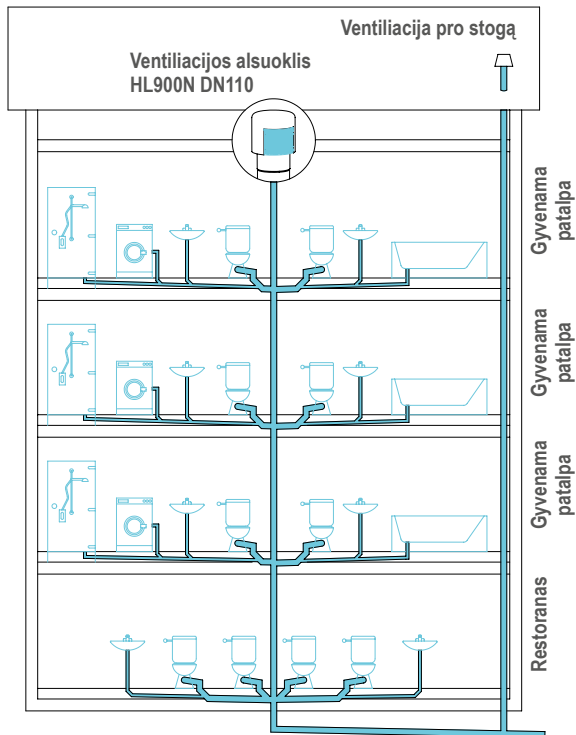 Ventiliacija pro stogą
Ventiliacijos alsuoklis
HL900N DN110
Gyvenama
patalpa
Gyvenama
patalpa
Gyvenama
patalpa
Restoranas